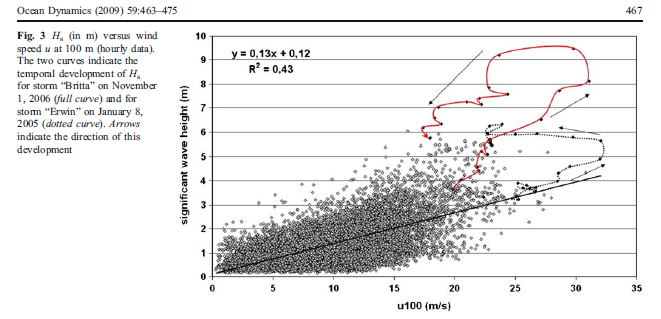 Ocean Dynamics (2009) 59:463–475
467
Fig. 3 Hs (in m) versus wind
speed u at 100 m (hourly data).
The two curves indicate the
temporal development of Hs
for storm “Britta” on November
1, 2006 (full curve) and for
storm “Erwin” on January 8,
2005 (dotted curve). Arrows
indicate the direction of this
development
significant wave height (m)
10
9
8
7
6
5
4
3
2
1
0
y = 0,13x + 0,12
R² = 0,43
0 5 10 15 20 25 30 35
u100 (m/s)